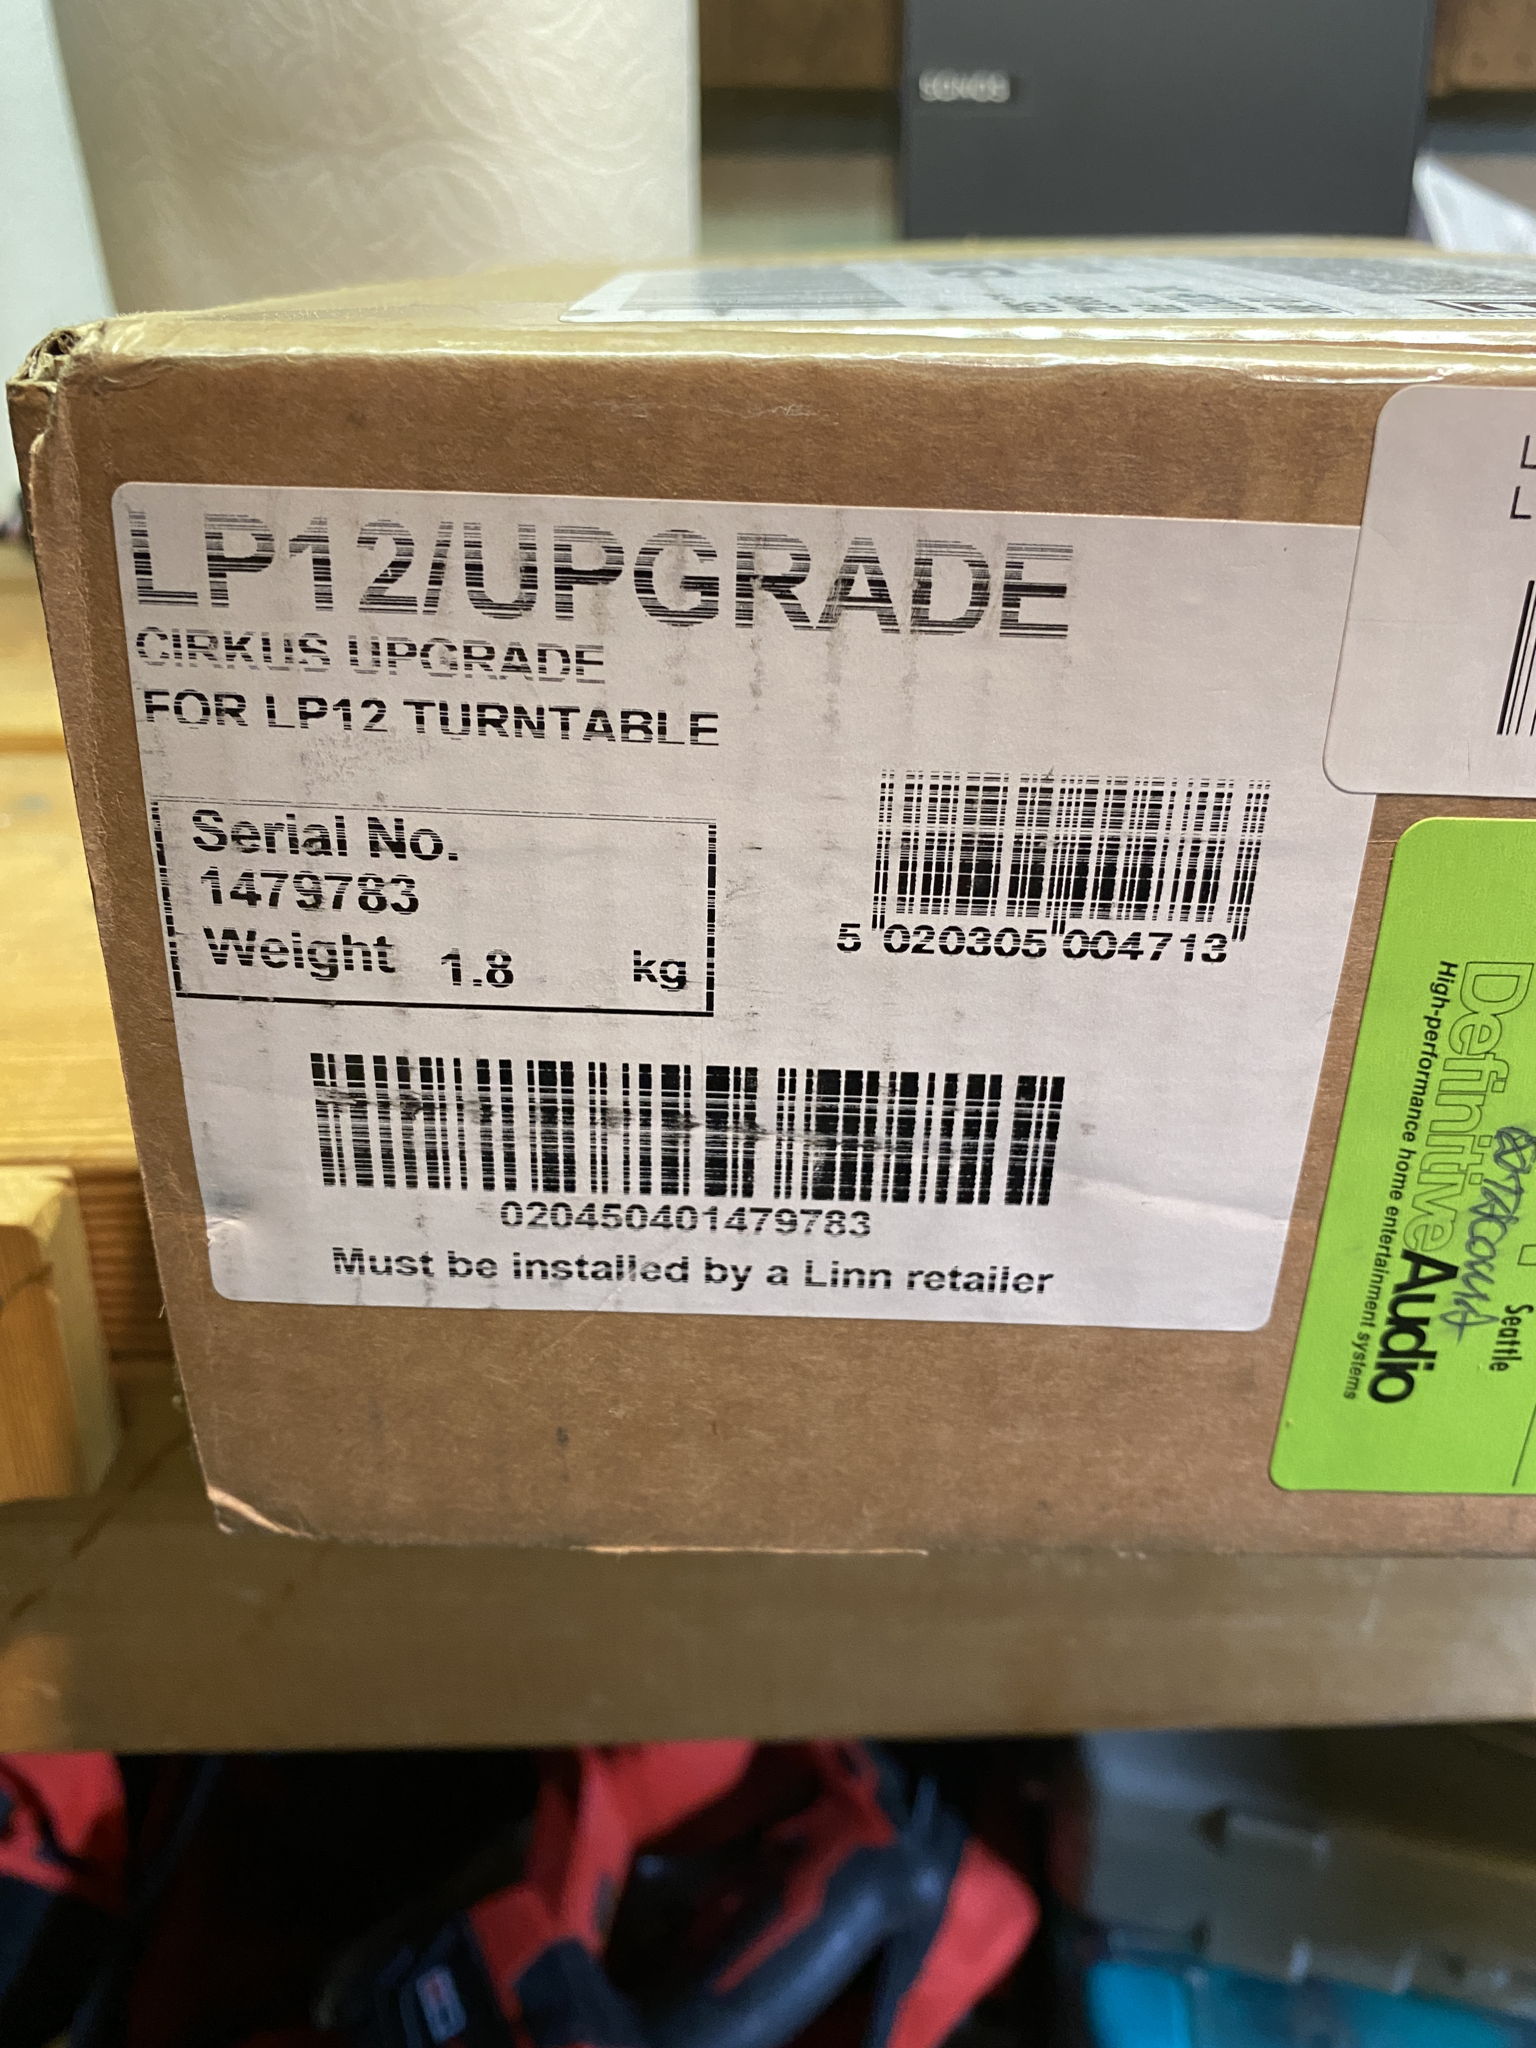 SONOS
LP12/UPGRADE
CIRKUS UPGRADE
FOR LP12 TURNTABLE
Serial No.
1479783
Weight 1.8 kg
5 020305 004713
020450401479783
Must be installed by a Linn retailer
L
L
Definitive Audio
High-performance home entertainment systems
Seattle